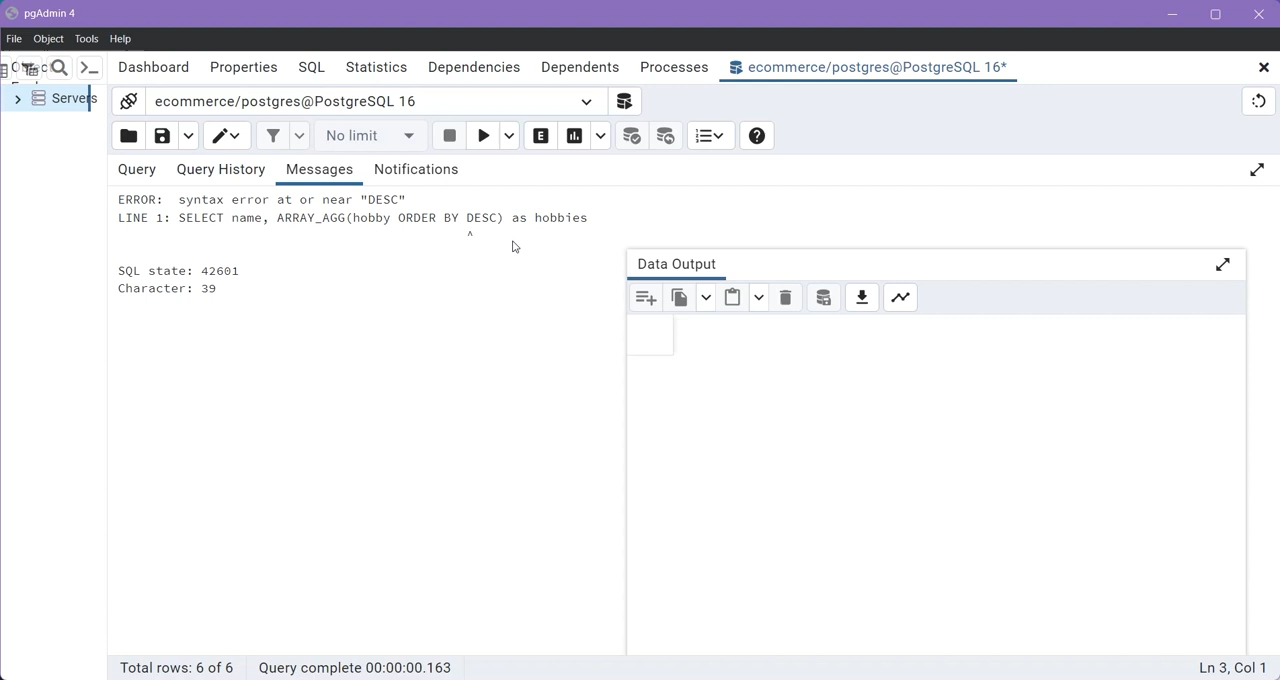 pgAdmin 4
File Object Tools Help
Dashboard Properties SQL Statistics Dependencies Dependents Processes ecommerce/postgres@PostgreSQL 16*
Servers
ecommerce/postgres@PostgreSQL 16
No limit
E
Query Query History Messages Notifications
ERROR:  syntax error at or near "DESC"
LINE 1: SELECT name, ARRAY_AGG(hobby ORDER BY DESC) as hobbies
^
SQL state: 42601
Character: 39
Data Output
Total rows: 6 of 6 Query complete 00:00:00.163 Ln 3, Col 1